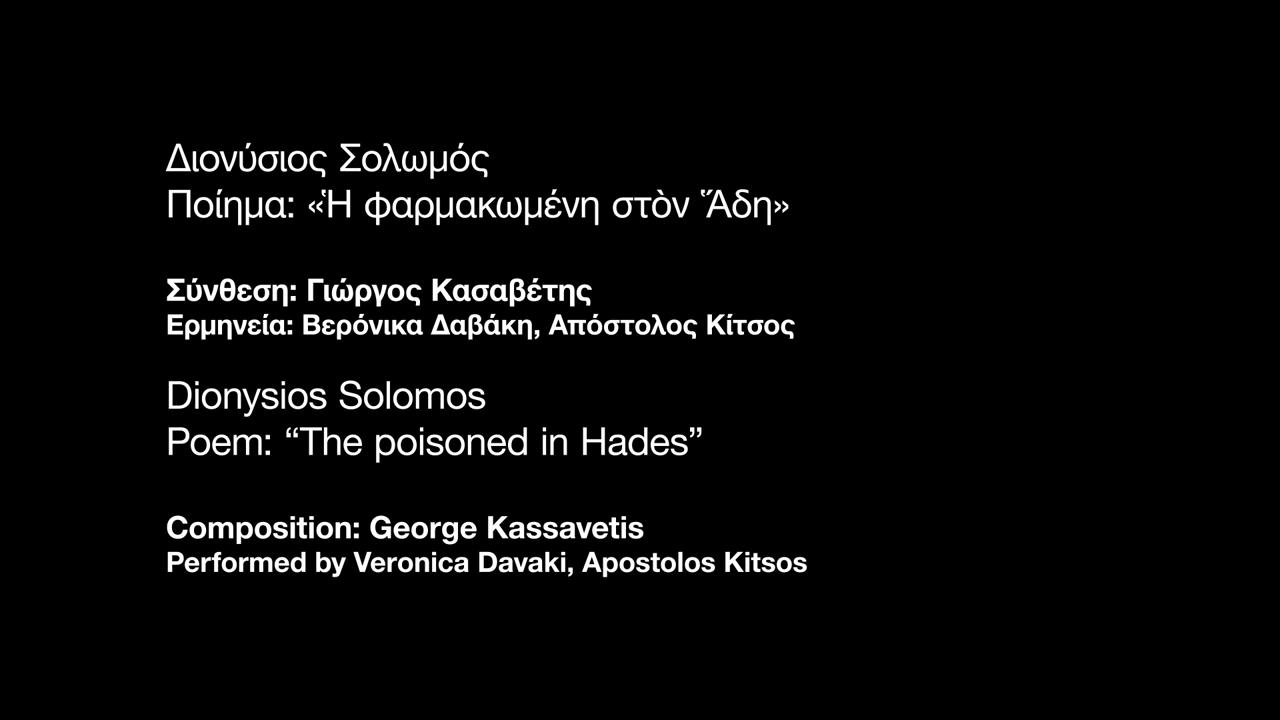 Διονύσιος Σολωμός
Ποίημα: «Ἡ φαρμακωμένη στὸν Ἅδη»
Σύνθεση: Γιώργος Κασαβέτης
Ερμηνεία: Βερόνικα Δαβάκη, Απόστολος Κίτσος
Dionysios Solomos
Poem: “The poisoned in Hades”
Composition: George Kassavetis
Performed by Veronica Davaki, Apostolos Kitsos